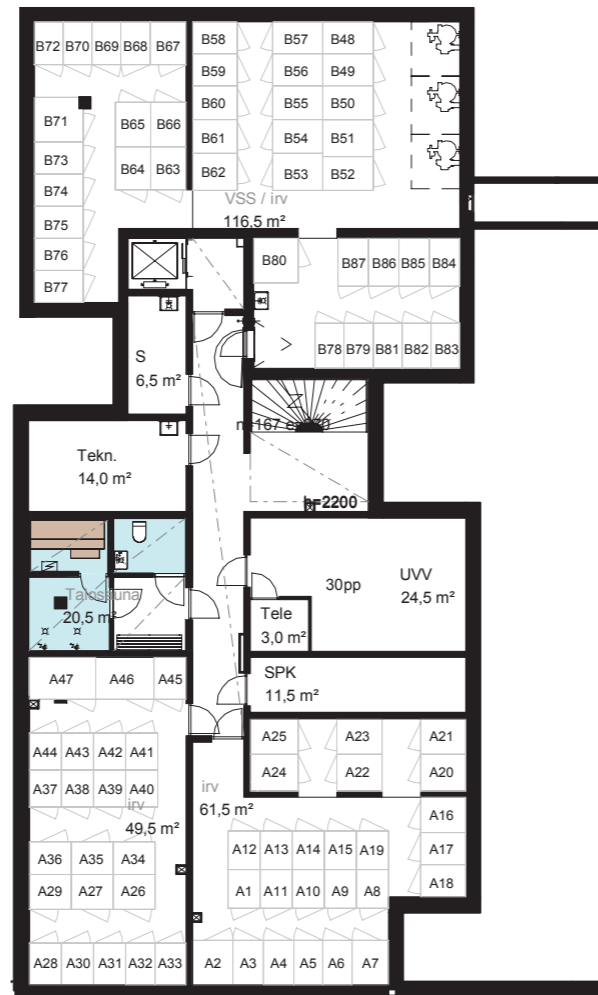 B72 B70 B69 B68 B67
B58 B57 B48
B59 B56 B49
B60 B55 B50
B71 B65 B66 B61 B54 B51
B73
B64 B63 B62 B53 B52
B74
VSS / irv
116,5 m²
B75
B76
B77
B80 B87 B86 B85 B84
B78 B79 B81 B82 B83
S
6,5 m²
Tekn.
14,0 m²
h=2200
30pp
UVV
24,5 m²
Talossauna
20,5 m²
Tele
3,0 m²
SPK
11,5 m²
A47 A46 A45
A25 A23 A21
A24 A22 A20
A44 A43 A42 A41
A37 A38 A39 A40
irv
49,5 m²
irv
61,5 m²
A16
A17
A18
A12 A13 A14 A15 A19
A1 A11 A10 A9 A8
A36 A35 A34
A29 A27 A26
A28 A30 A31 A32 A33
A2 A3 A4 A5 A6 A7